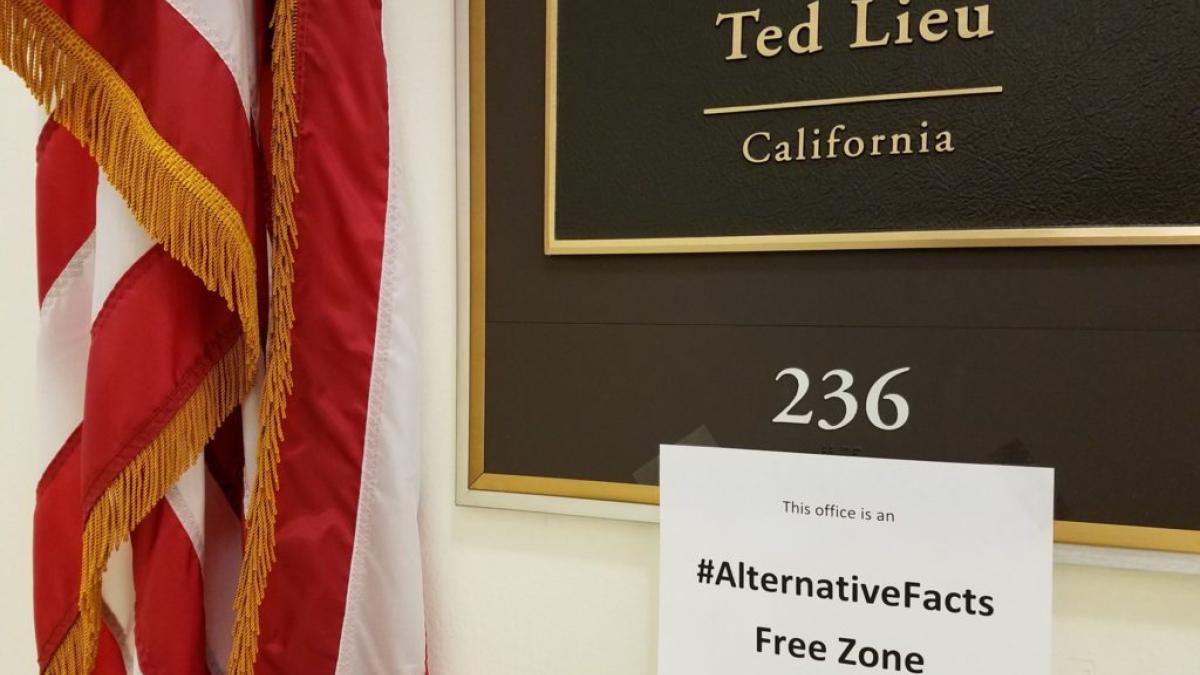 Ted Lieu
California
236
This office is an
#AlternativeFacts
Free Zone